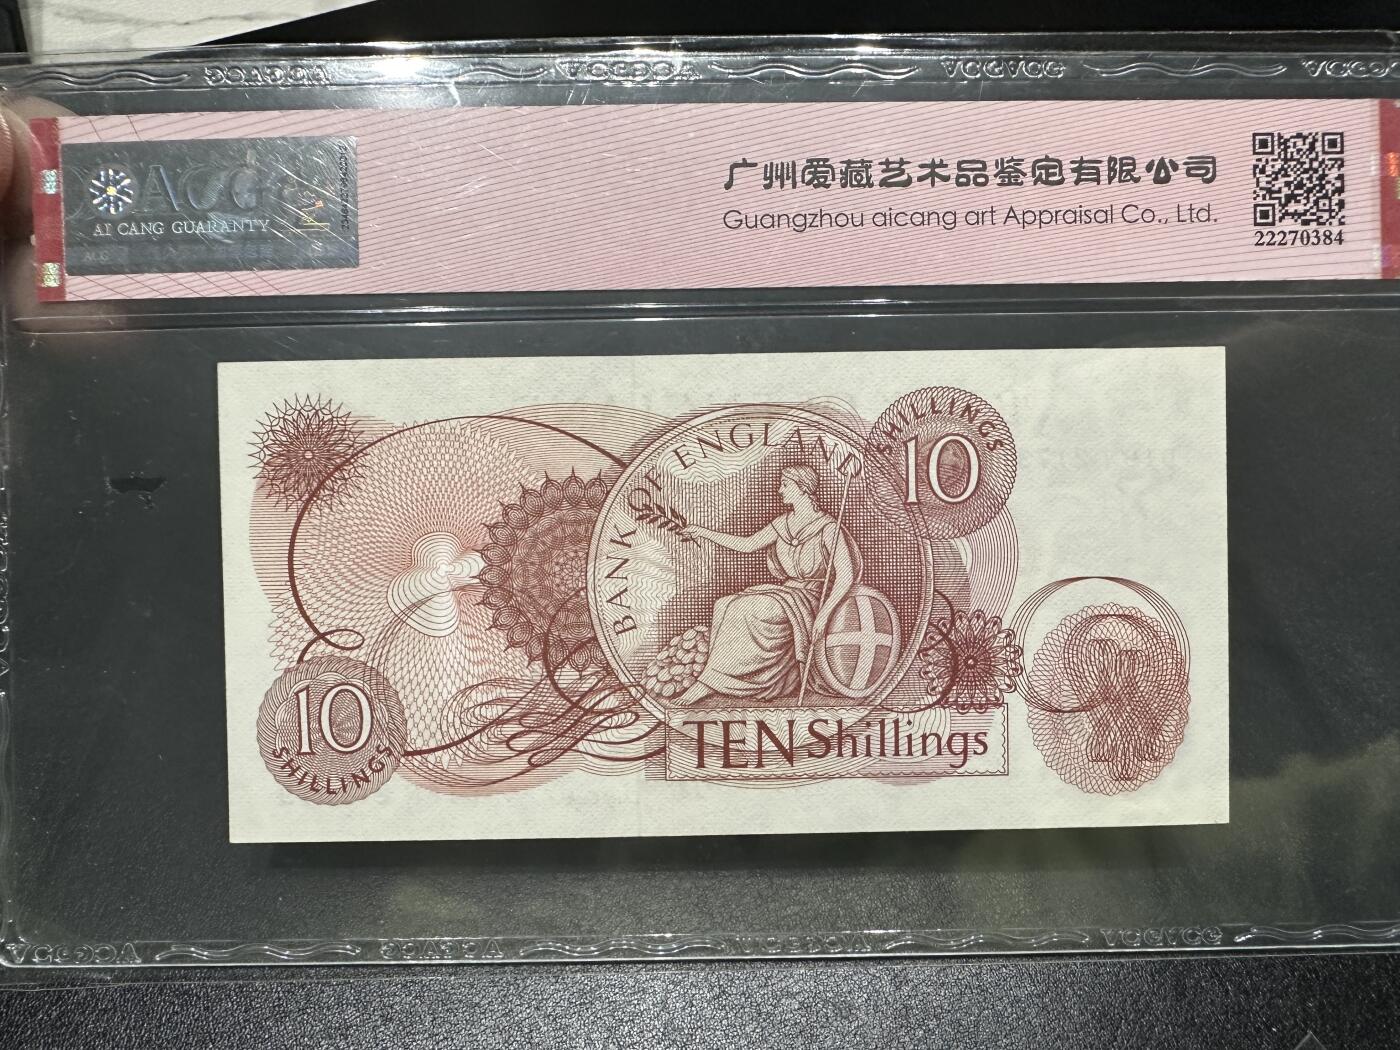 ACG
AI CANG GUARANTY
ACG
广州爱藏艺术品鉴定有限公司
Guangzhou aicang art Appraisal Co., Ltd.
22270384
BANK OF ENGLAND
SHILLINGS
10
10
SHILLINGS
TEN Shillings